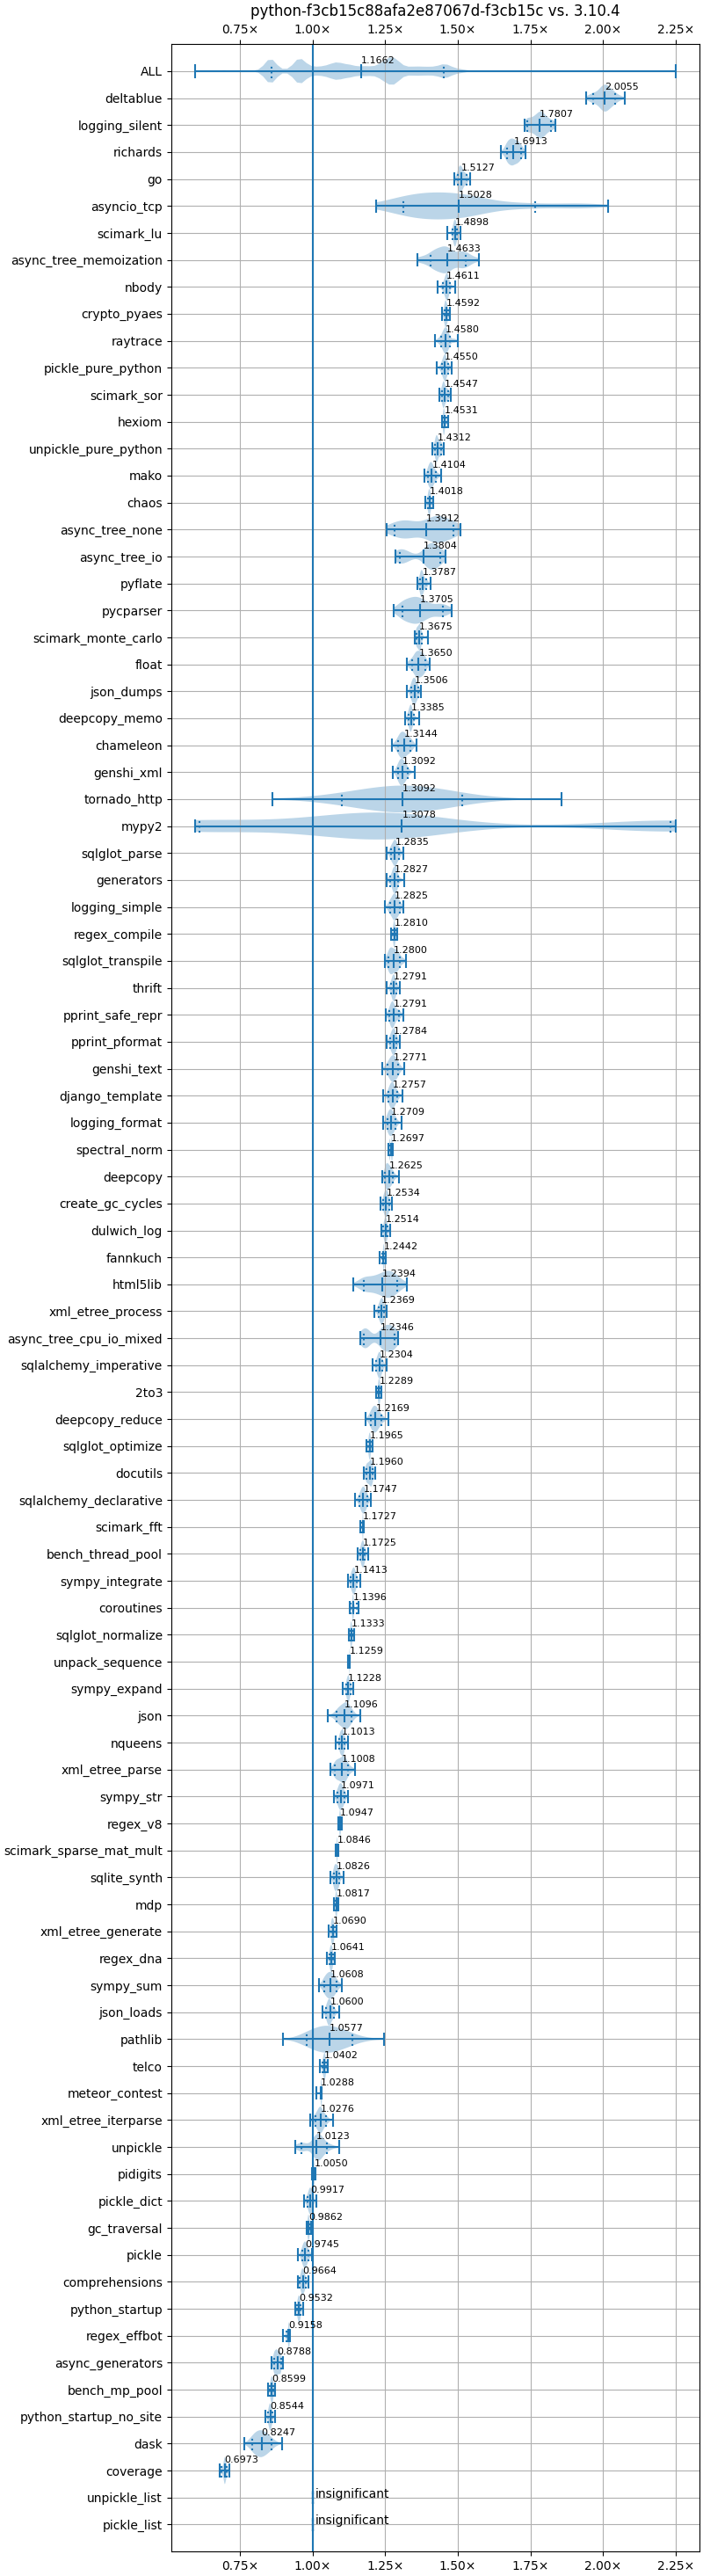 python-f3cb15c88afa2e87067d-f3cb15c vs. 3.10.4
0.75× 1.00× 1.25× 1.50× 1.75× 2.00× 2.25×
ALL 1.1662
deltablue 2.0055
logging_silent 1.7807
richards 1.6913
go 1.5127
asyncio_tcp 1.5028
scimark_lu 1.4898
async_tree_memoization 1.4633
nbody 1.4611
crypto_pyaes 1.4592
raytrace 1.4580
pickle_pure_python 1.4550
scimark_sor 1.4547
hexiom 1.4531
unpickle_pure_python 1.4312
mako 1.4104
chaos 1.4018
async_tree_none 1.3912
async_tree_io 1.3804
pyflate 1.3787
pycparser 1.3705
scimark_monte_carlo 1.3675
float 1.3650
json_dumps 1.3506
deepcopy_memo 1.3385
chameleon 1.3144
genshi_xml 1.3092
tornado_http 1.3092
mypy2 1.3078
sqlglot_parse 1.2835
generators 1.2827
logging_simple 1.2825
regex_compile 1.2810
sqlglot_transpile 1.2800
thrift 1.2791
pprint_safe_repr 1.2791
pprint_pformat 1.2784
genshi_text 1.2771
django_template 1.2757
logging_format 1.2709
spectral_norm 1.2697
deepcopy 1.2625
create_gc_cycles 1.2534
dulwich_log 1.2514
fannkuch 1.2442
html5lib 1.2394
xml_etree_process 1.2369
async_tree_cpu_io_mixed 1.2346
sqlalchemy_imperative 1.2304
2to3 1.2289
deepcopy_reduce 1.2169
sqlglot_optimize 1.1965
docutils 1.1960
sqlalchemy_declarative 1.1747
scimark_fft 1.1727
bench_thread_pool 1.1725
sympy_integrate 1.1413
coroutines 1.1396
sqlglot_normalize 1.1333
unpack_sequence 1.1259
sympy_expand 1.1228
json 1.1096
nqueens 1.1013
xml_etree_parse 1.1008
sympy_str 1.0971
regex_v8 1.0947
scimark_sparse_mat_mult 1.0846
sqlite_synth 1.0826
mdp 1.0817
xml_etree_generate 1.0690
regex_dna 1.0641
sympy_sum 1.0608
json_loads 1.0600
pathlib 1.0577
telco 1.0402
meteor_contest 1.0288
xml_etree_iterparse 1.0276
unpickle 1.0123
pidigits 1.0050
pickle_dict 0.9917
gc_traversal 0.9862
pickle 0.9745
comprehensions 0.9664
python_startup 0.9532
regex_effbot 0.9158
async_generators 0.8788
bench_mp_pool 0.8599
python_startup_no_site 0.8544
dask 0.8247
coverage 0.6973
unpickle_list insignificant
pickle_list insignificant
0.75× 1.00× 1.25× 1.50× 1.75× 2.00× 2.25×